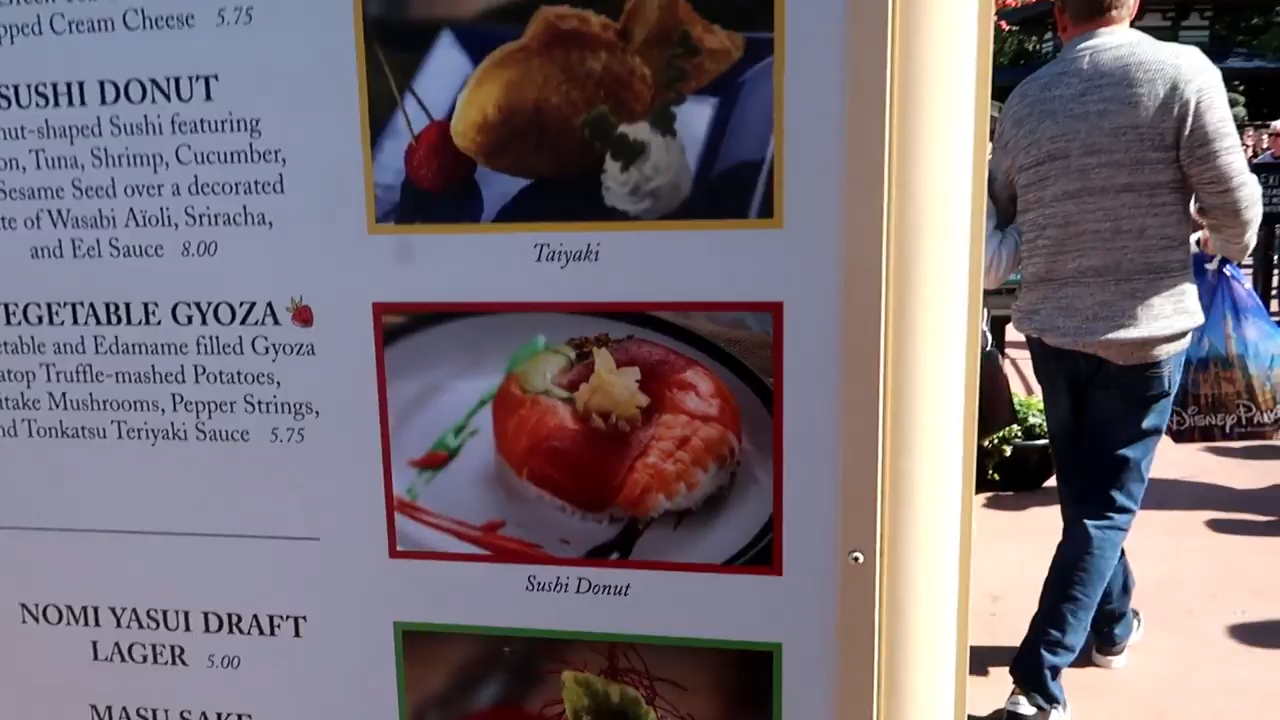 pped Cream Cheese 5.75
SUSHI DONUT
nut-shaped Sushi featuring
on, Tuna, Shrimp, Cucumber,
Sesame Seed over a decorated
te of Wasabi Aïoli, Sriracha,
and Eel Sauce 8.00
EGETABLE GYOZA
etable and Edamame filled Gyoza
atop Truffle-mashed Potatoes,
itake Mushrooms, Pepper Strings,
nd Tonkatsu Teriyaki Sauce 5.75
NOMI YASUI DRAFT
LAGER 5.00
MASU SAKE
Taiyaki
Sushi Donut
DISNEY PARKS